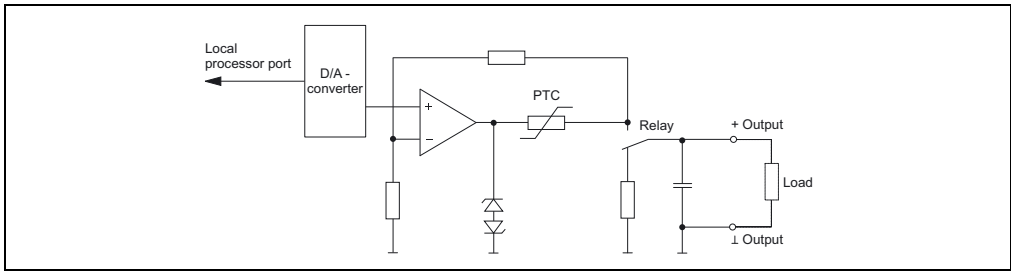 Local
processor port
D/A -
converter
+
−
PTC
Relay
+ Output
Load
⊥ Output